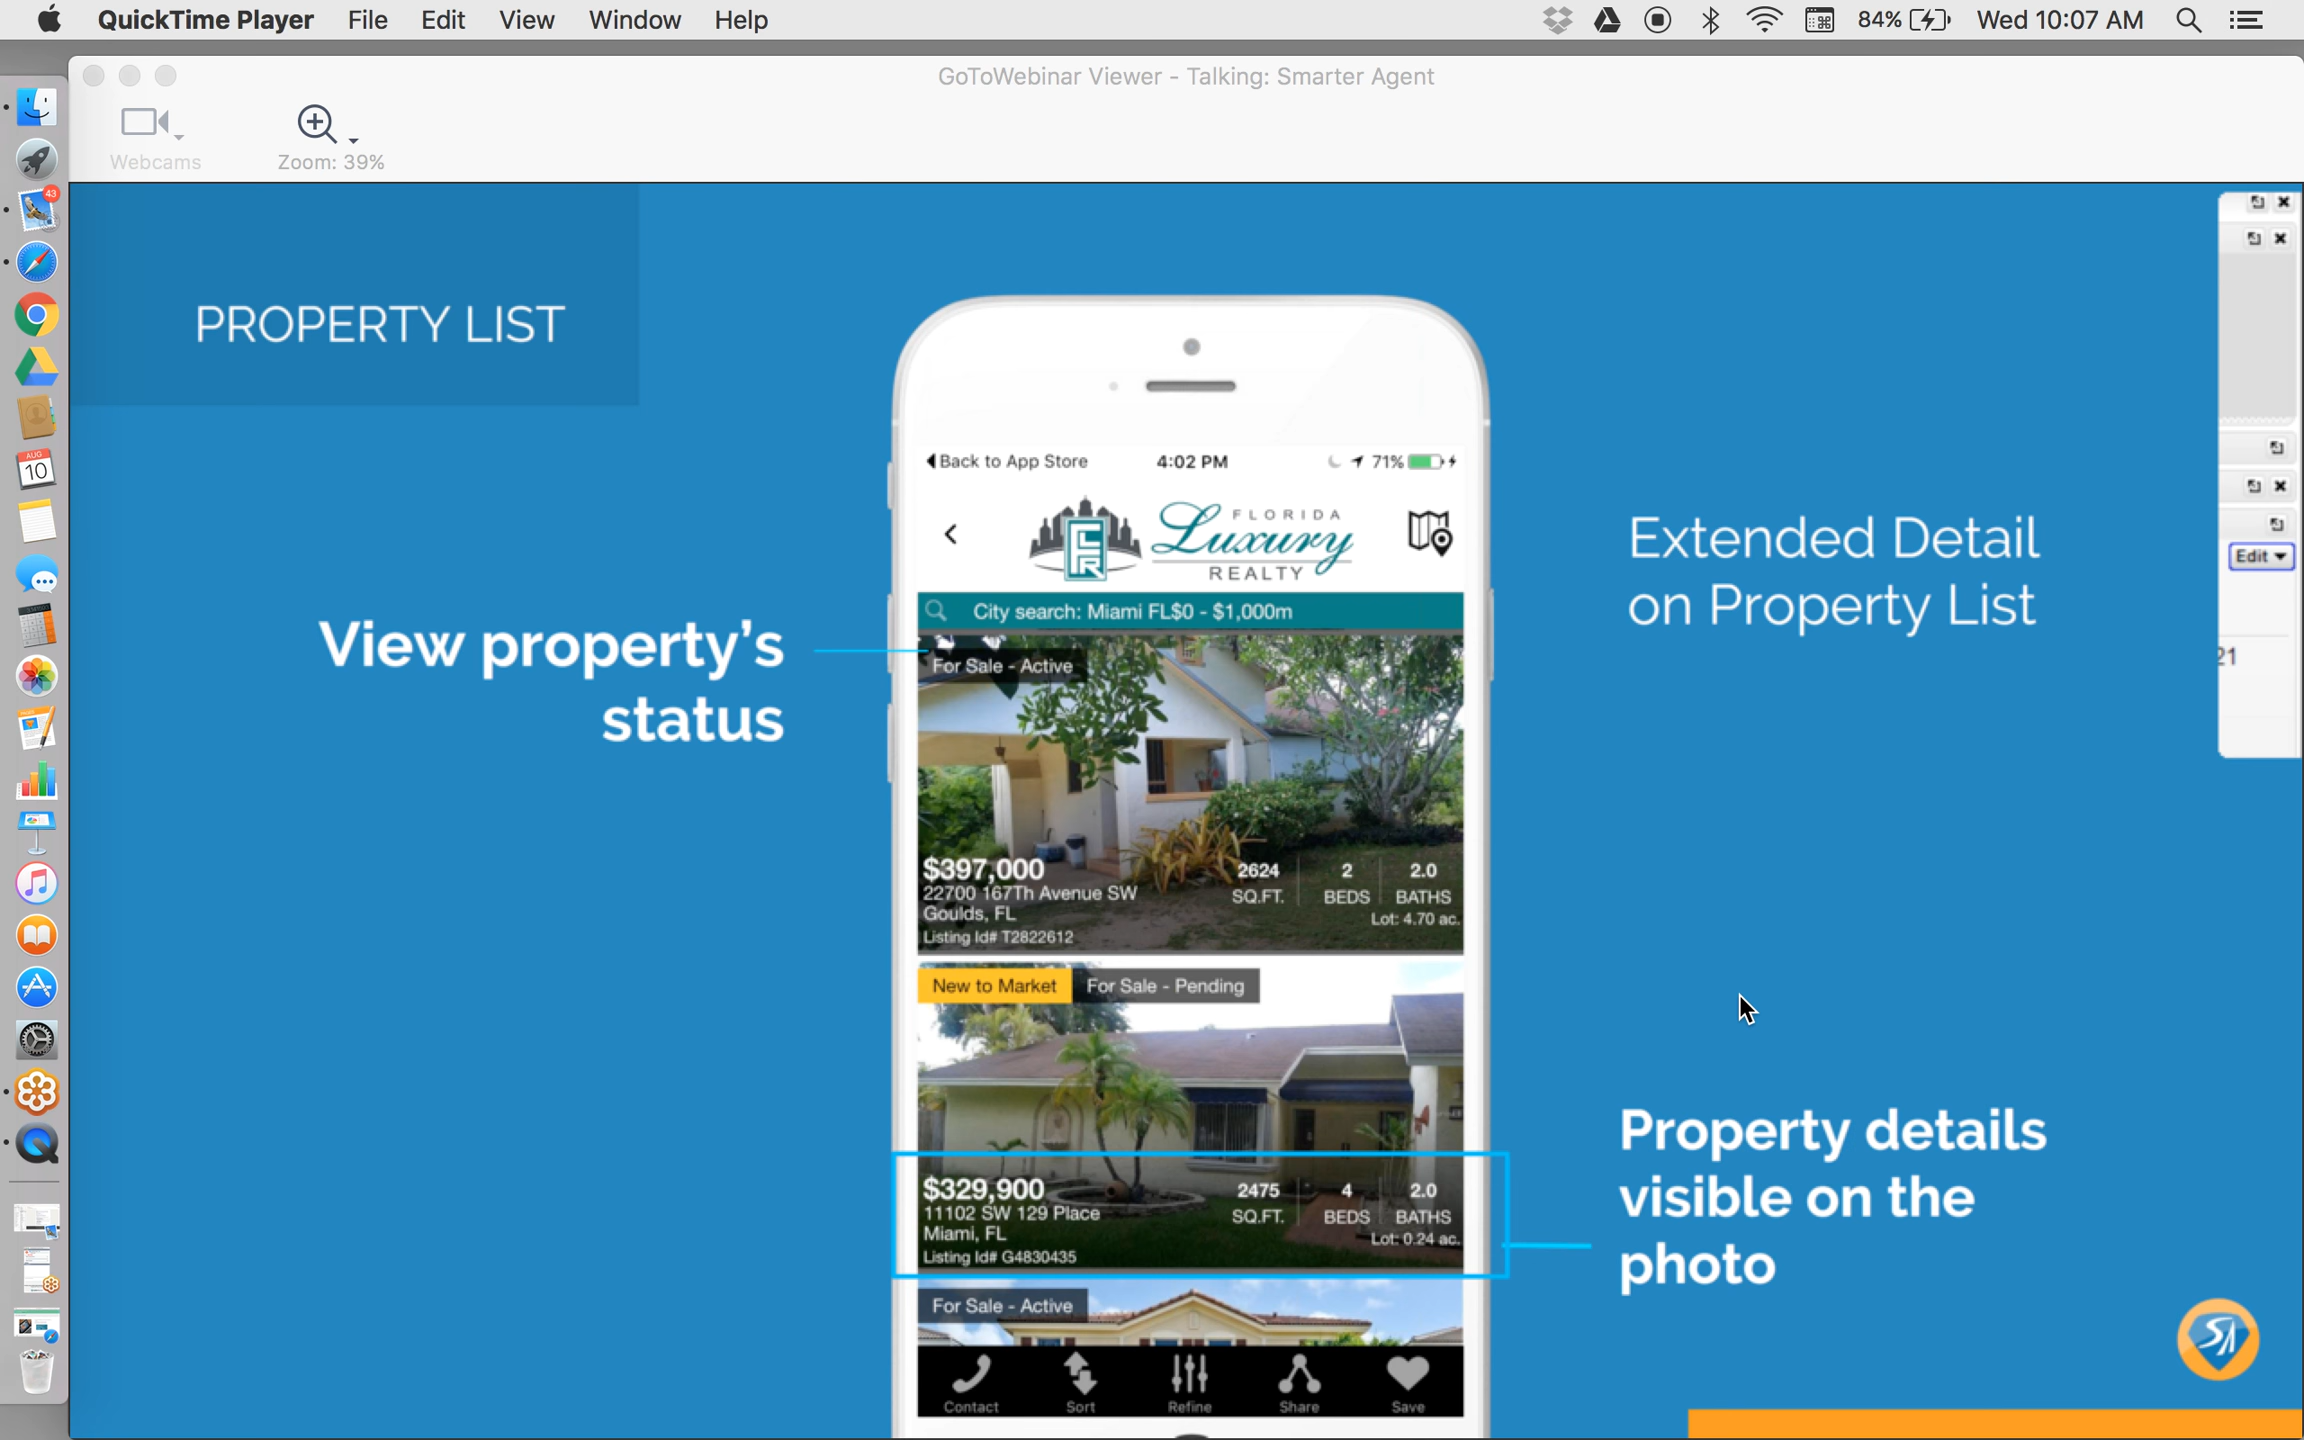 QuickTime Player File Edit View Window Help 84% Wed 10:07 AM
GoToWebinar Viewer - Talking: Smarter Agent
Webcams
Zoom: 39%
43
AUG
10
PROPERTY LIST
View property's
status
Back to App Store 4:02 PM 71%
FLORIDA
Luxury
REALTY
City search: Miami FL$0 - $1,000m
For Sale - Active
$397,000
22700 167Th Avenue SW
Goulds, FL
Listing Id# T2822612
2624 2 2.0
SQ.FT. BEDS BATHS
Lot: 4.70 ac.
New to Market For Sale - Pending
$329,900
11102 SW 129 Place
Miami, FL
Listing Id# G4830435
2475 4 2.0
SQ.FT. BEDS BATHS
Lot: 0.24 ac.
For Sale - Active
Contact Sort Refine Share Save
Extended Detail
on Property List
Property details
visible on the
photo
Edit
21
SA